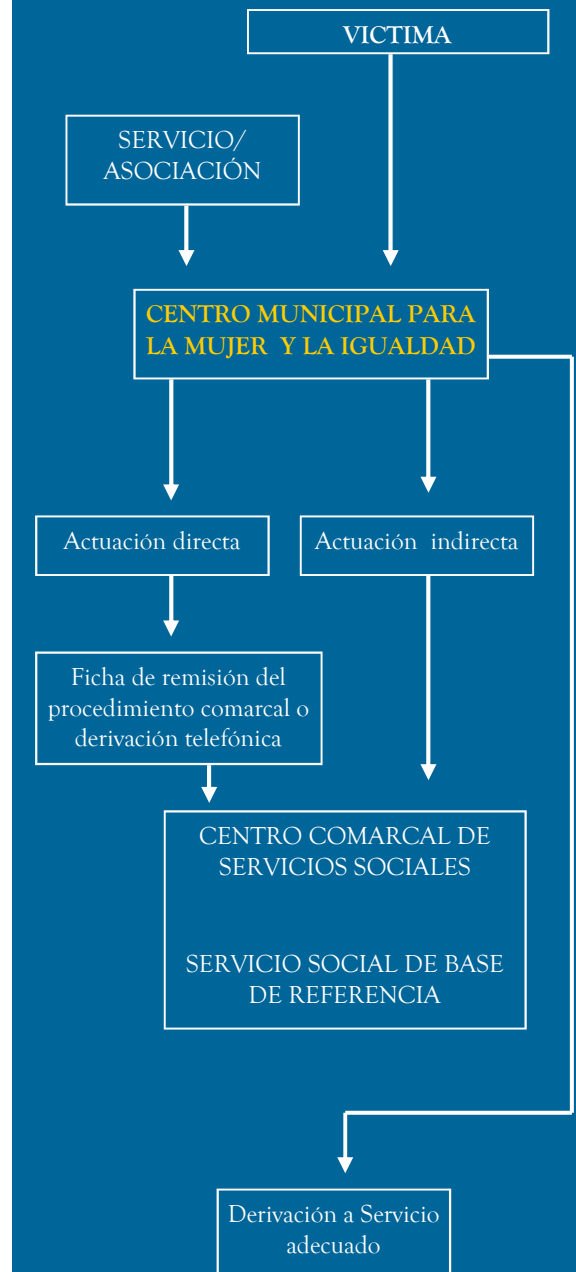 VICTIMA
SERVICIO/
ASOCIACIÓN
CENTRO MUNICIPAL PARA
LA MUJER Y LA IGUALDAD
Actuación directa
Actuación indirecta
Ficha de remisión del
procedimiento comarcal o
derivación telefónica
CENTRO COMARCAL DE
SERVICIOS SOCIALES
SERVICIO SOCIAL DE BASE
DE REFERENCIA
Derivación a Servicio
adecuado